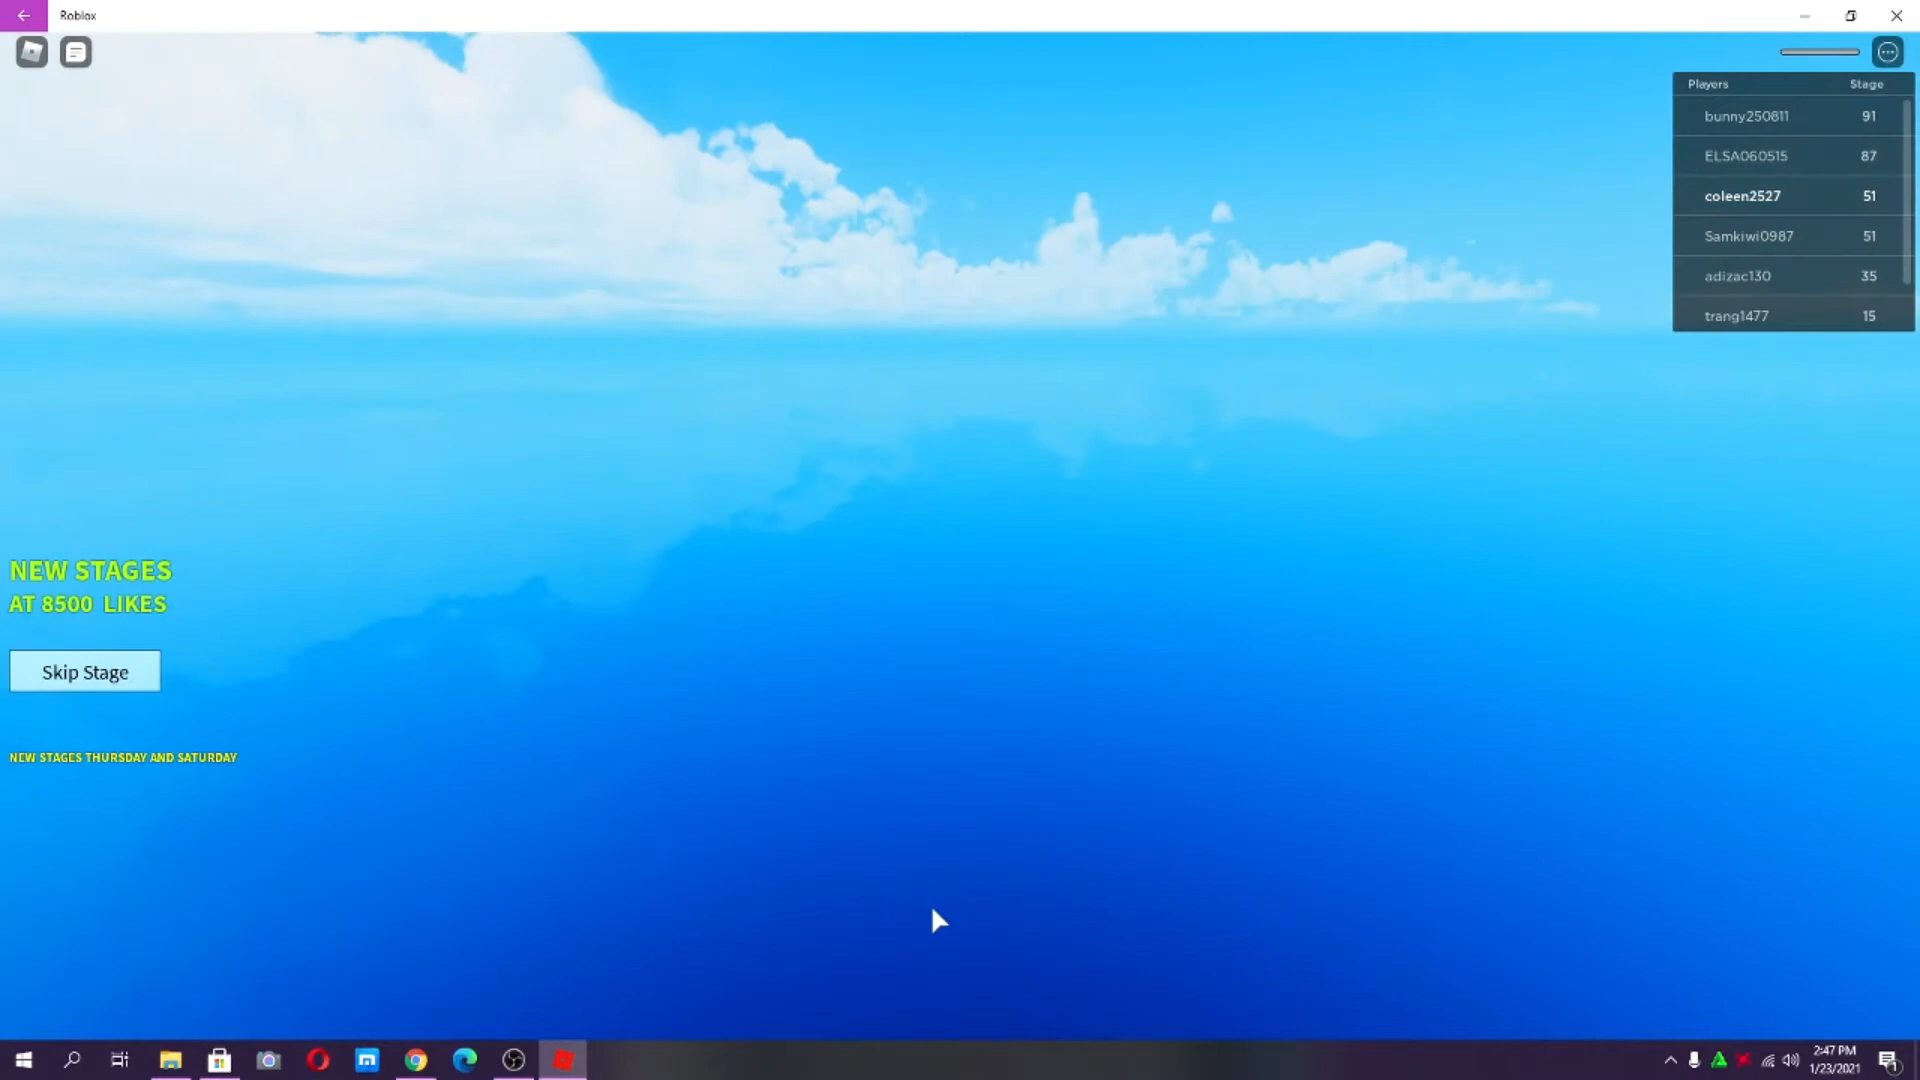 Roblox
Players Stage
bunny250811 91
ELSA060515 87
coleen2527 51
Samkiwi0987 51
adizac130 35
trang1477 15
NEW STAGES
AT 8500 LIKES
Skip Stage
NEW STAGES THURSDAY AND SATURDAY
2:47 PM
1/23/2021
1